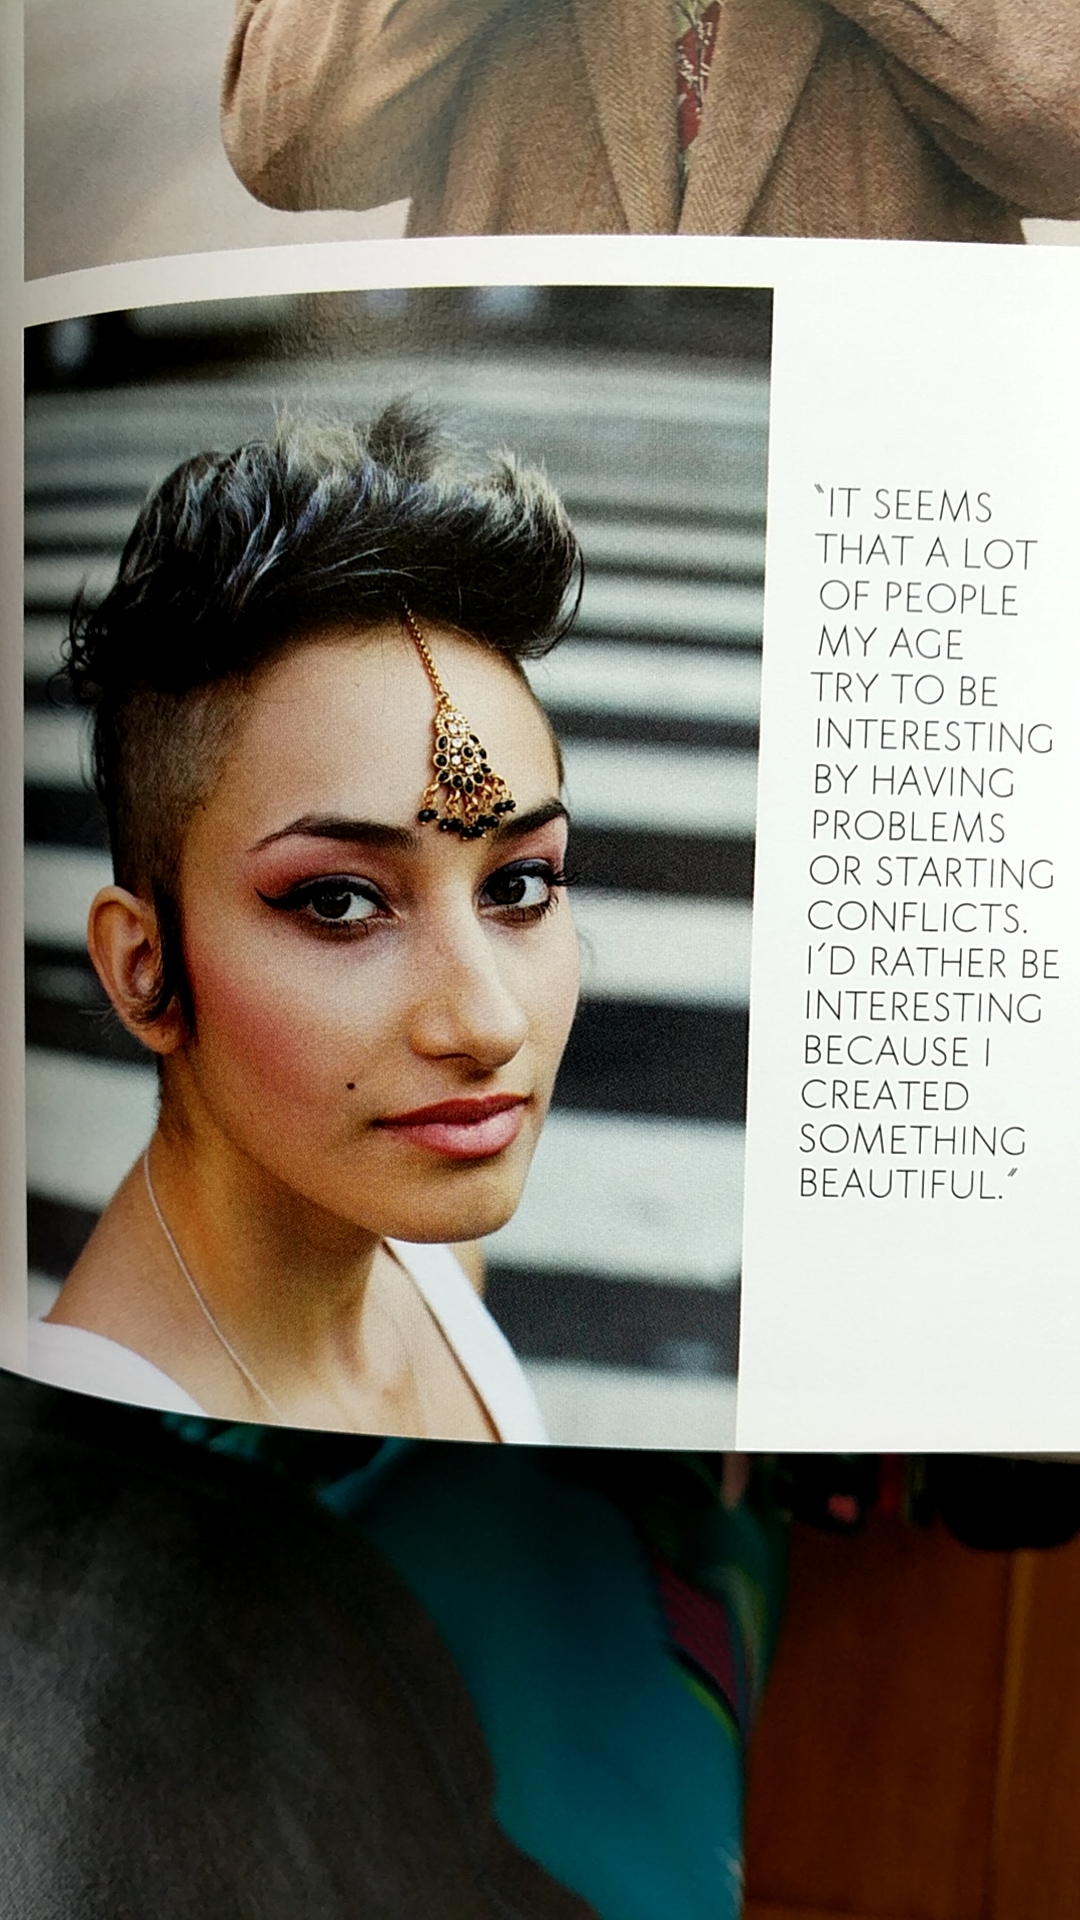 "IT SEEMS
THAT A LOT
OF PEOPLE
MY AGE
TRY TO BE
INTERESTING
BY HAVING
PROBLEMS
OR STARTING
CONFLICTS.
I'D RATHER BE
INTERESTING
BECAUSE I
CREATED
SOMETHING
BEAUTIFUL."